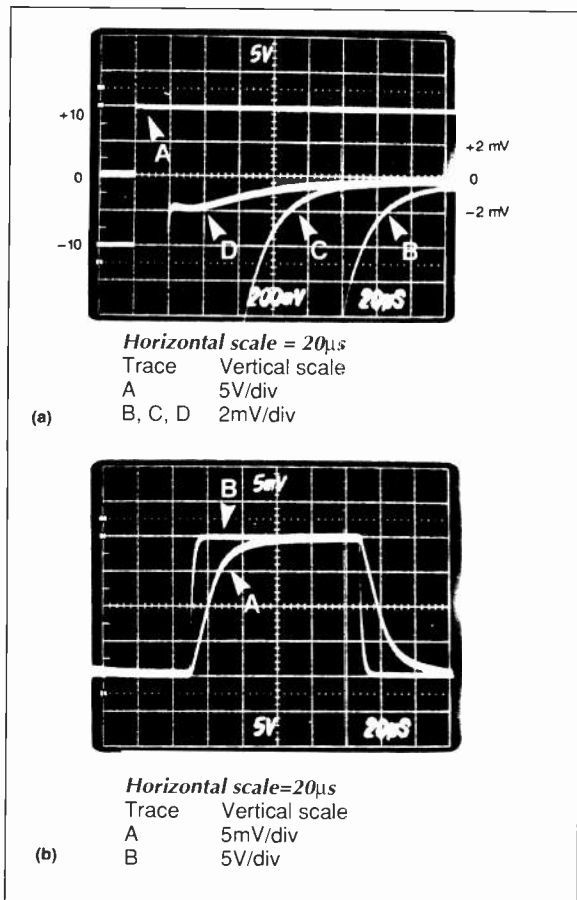 5V
+10
A
+2 mV
0
0
D
C
B
−2 mV
−10
200mV
20μS
Horizontal scale = 20μs
Trace Vertical scale
A 5V/div
(a)
B, C, D 2mV/div
B
5mV
A
5V
20μS
Horizontal scale=20μs
Trace Vertical scale
A 5mV/div
(b)
B 5V/div